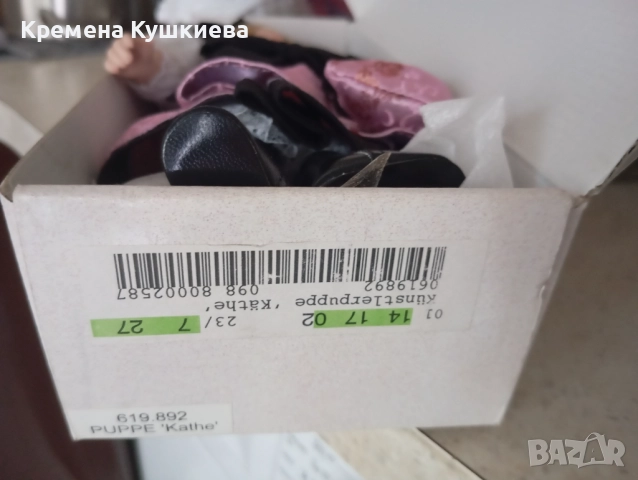 Кремена Кушкиева
01 14 17 02 23/ 7 27
Künstlerpuppe 'Käthe'
0619892 098 80002587
619.892
PUPPE 'Kathe'
BAZAR